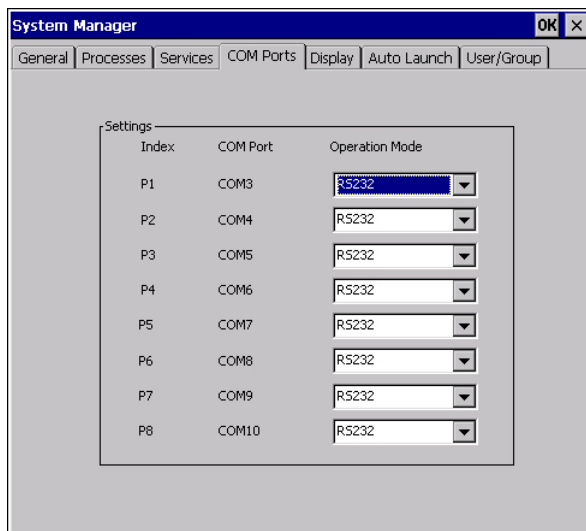 System Manager OK ×
General Processes Services COM Ports Display Auto Launch User/Group
Settings
Index COM Port Operation Mode
P1 COM3 RS232
P2 COM4 RS232
P3 COM5 RS232
P4 COM6 RS232
P5 COM7 RS232
P6 COM8 RS232
P7 COM9 RS232
P8 COM10 RS232